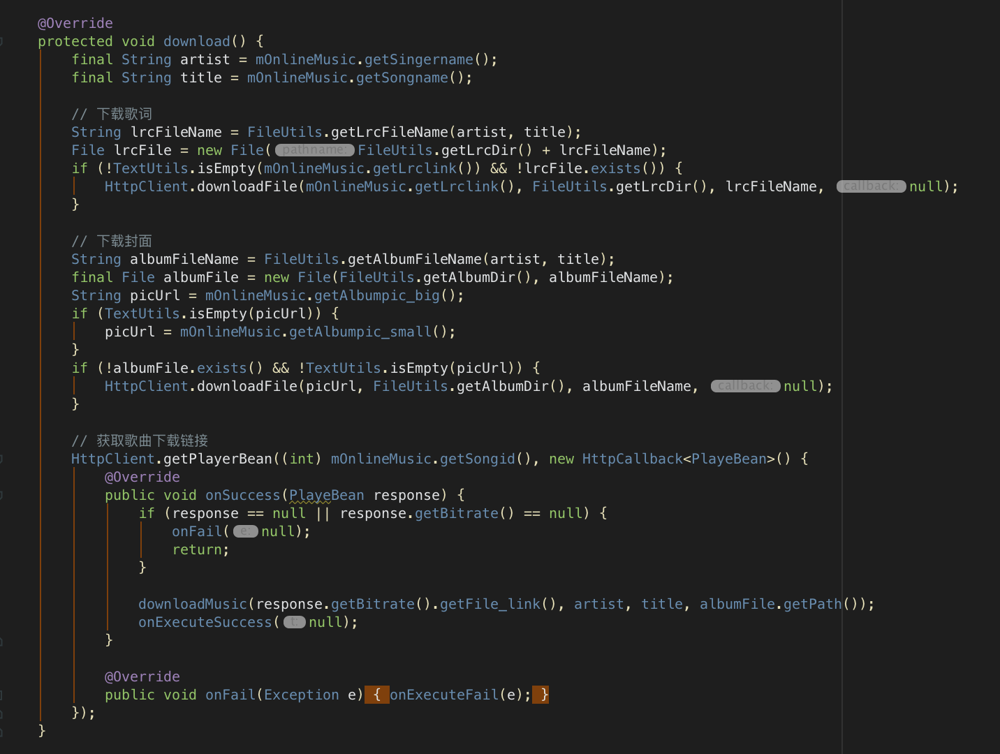 @Override
protected void download() {
final String artist = mOnlineMusic.getSingername();
final String title = mOnlineMusic.getSongname();
// 下载歌词
String lrcFileName = FileUtils.getLrcFileName(artist, title);
File lrcFile = new File( pathname: FileUtils.getLrcDir() + lrcFileName);
if (!TextUtils.isEmpty(mOnlineMusic.getLrclink()) && !lrcFile.exists()) {
HttpClient.downloadFile(mOnlineMusic.getLrclink(), FileUtils.getLrcDir(), lrcFileName, callback: null);
}
// 下载封面
String albumFileName = FileUtils.getAlbumFileName(artist, title);
final File albumFile = new File(FileUtils.getAlbumDir(), albumFileName);
String picUrl = mOnlineMusic.getAlbumpic_big();
if (TextUtils.isEmpty(picUrl)) {
picUrl = mOnlineMusic.getAlbumpic_small();
}
if (!albumFile.exists() && !TextUtils.isEmpty(picUrl)) {
HttpClient.downloadFile(picUrl, FileUtils.getAlbumDir(), albumFileName, callback: null);
}
// 获取歌曲下载链接
HttpClient.getPlayerBean((int) mOnlineMusic.getSongid(), new HttpCallback<PlayeBean>() {
@Override
public void onSuccess(PlayeBean response) {
if (response == null || response.getBitrate() == null) {
onFail( e: null);
return;
}
downloadMusic(response.getBitrate().getFile_link(), artist, title, albumFile.getPath());
onExecuteSuccess( t: null);
}
@Override
public void onFail(Exception e) { onExecuteFail(e); }
});
}